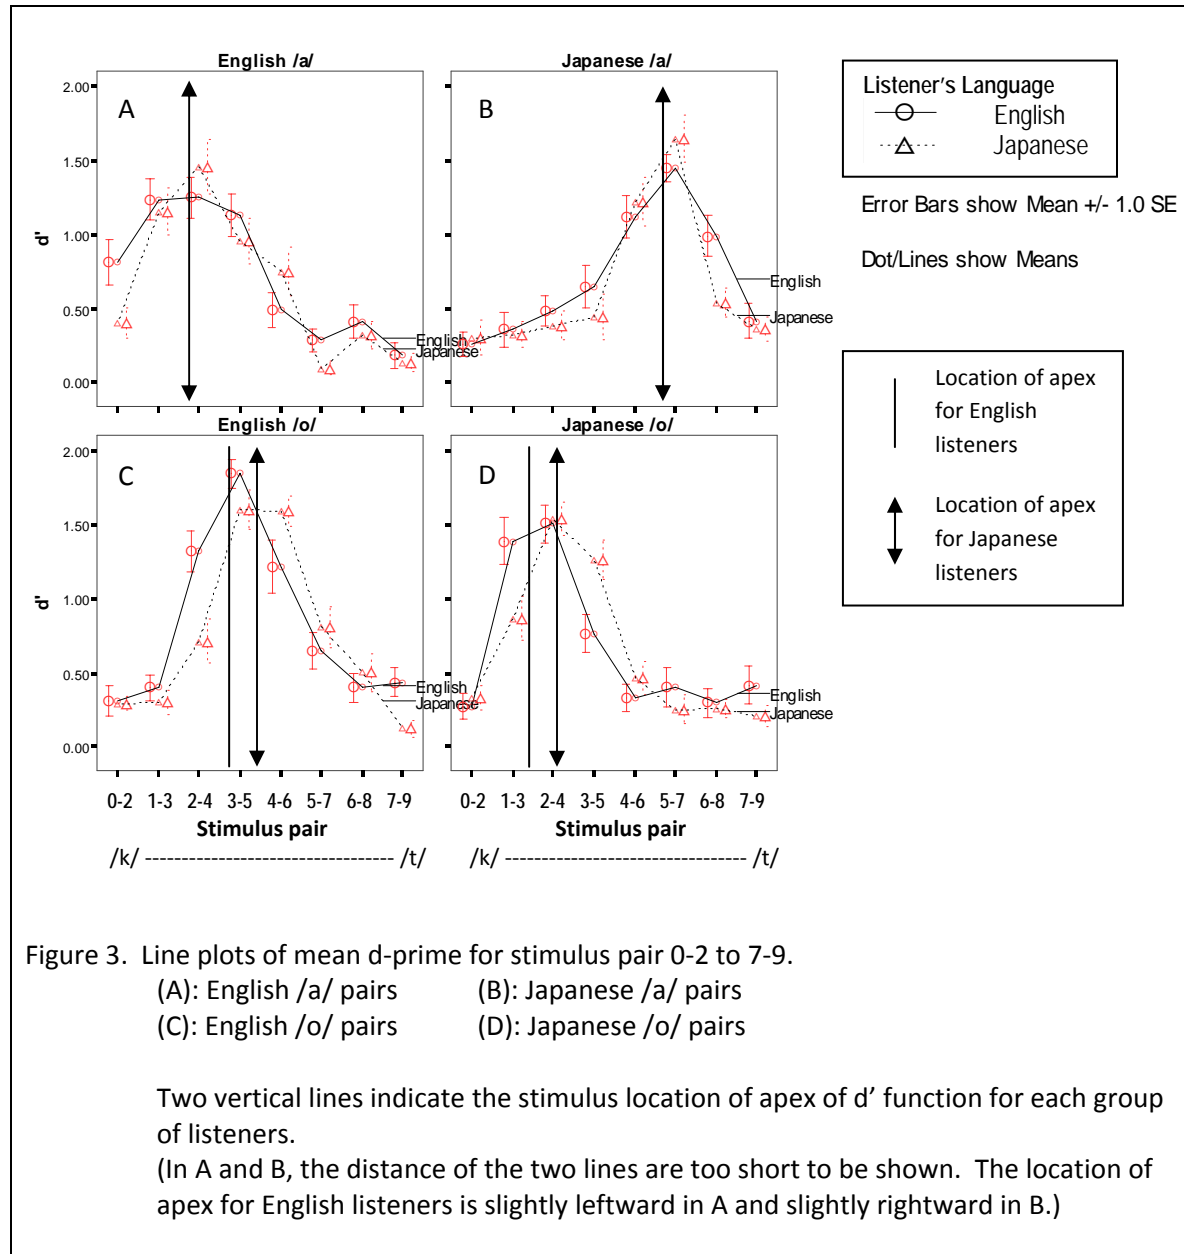 English /a/
Japanese /a/
2.00
1.50
1.00
0.50
0.00
d'
A
English
Japanese
B
English
Japanese
Listener's Language
English
Japanese
Error Bars show Mean +/- 1.0 SE
Dot/Lines show Means
Location of apex
for English
listeners
Location of apex
for Japanese
listeners
English /o/
Japanese /o/
2.00
1.50
1.00
0.50
0.00
d'
C
English
Japanese
D
English
Japanese
0-2 1-3 2-4 3-5 4-6 5-7 6-8 7-9
0-2 1-3 2-4 3-5 4-6 5-7 6-8 7-9
Stimulus pair
Stimulus pair
/k/ ---------------------------------- /t/
/k/ ---------------------------------- /t/
Figure 3. Line plots of mean d-prime for stimulus pair 0-2 to 7-9.
(A): English /a/ pairs (B): Japanese /a/ pairs
(C): English /o/ pairs (D): Japanese /o/ pairs
Two vertical lines indicate the stimulus location of apex of d’ function for each group
of listeners.
(In A and B, the distance of the two lines are too short to be shown. The location of
apex for English listeners is slightly leftward in A and slightly rightward in B.)